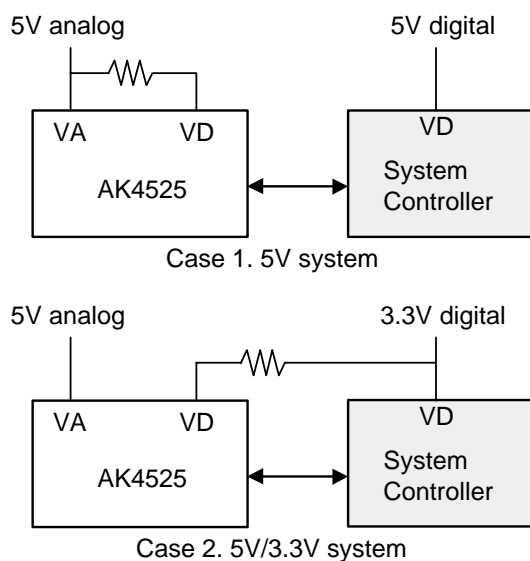 5V analog
5V digital
VA
VD
VD
AK4525
System
Controller
Case 1. 5V system
5V analog
3.3V digital
VA
VD
VD
AK4525
System
Controller
Case 2. 5V/3.3V system